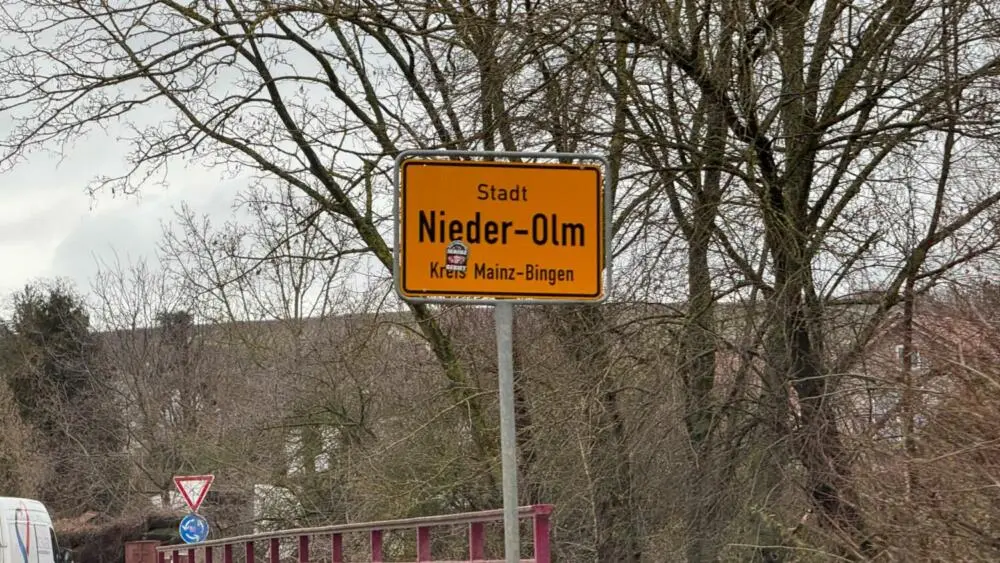 Stadt
Nieder-Olm
Kreis Mainz-Bingen